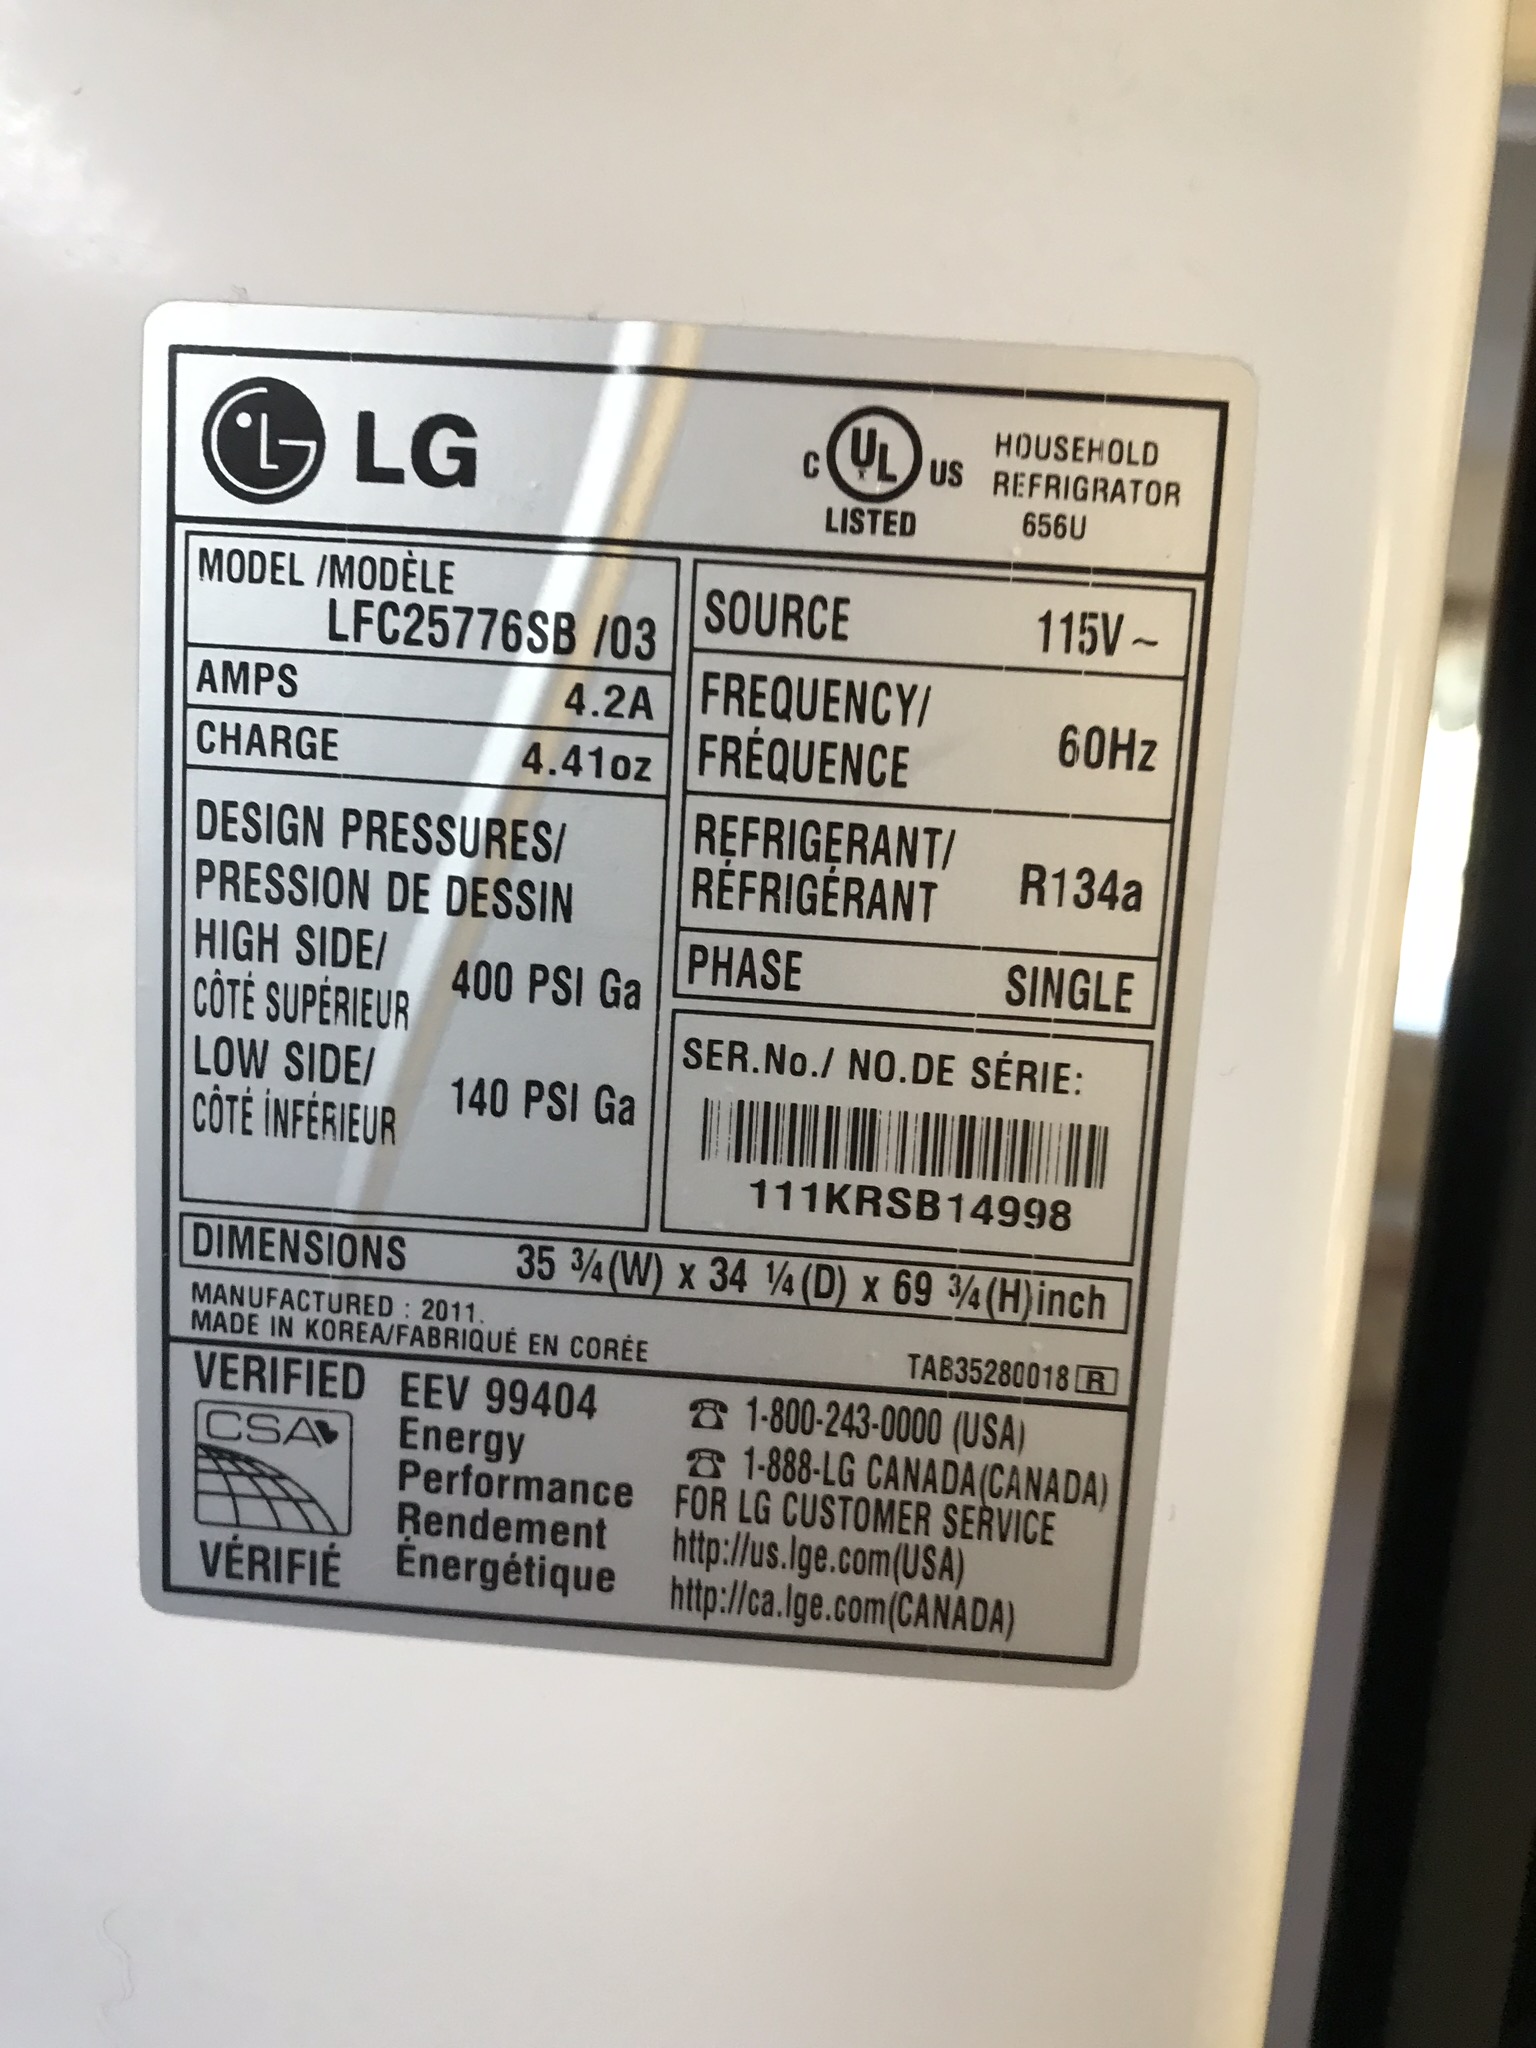 LG
C UL US
LISTED
HOUSEHOLD
REFRIGRATOR
656U
MODEL /MODÈLE
LFC25776SB /03
AMPS 4.2A
CHARGE 4.41oz
DESIGN PRESSURES/
PRESSION DE DESSIN
HIGH SIDE/
CÔTÉ SUPÉRIEUR 400 PSI Ga
LOW SIDE/
CÔTÉ INFÉRIEUR 140 PSI Ga
SOURCE 115V ~
FREQUENCY/
FRÉQUENCE 60Hz
REFRIGERANT/
RÉFRIGÉRANT R134a
PHASE SINGLE
SER.No./ NO.DE SÉRIE:
111KRSB14998
DIMENSIONS 35 ¾(W) x 34 ¼(D) x 69 ¾(H)inch
MANUFACTURED : 2011.
MADE IN KOREA/FABRIQUÉ EN CORÉE
TAB35280018 R
VERIFIED
CSA
VÉRIFIÉ
EEV 99404
Energy
Performance
Rendement
Énergétique
☎ 1-800-243-0000 (USA)
☎ 1-888-LG CANADA(CANADA)
FOR LG CUSTOMER SERVICE
http://us.lge.com(USA)
http://ca.lge.com(CANADA)